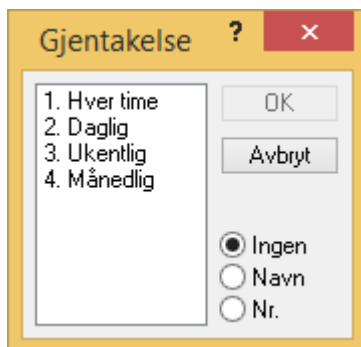 Gjentakelse ?
1. Hver time
2. Daglig
3. Ukentlig
4. Månedlig
OK
Avbryt
Ingen
Navn
Nr.